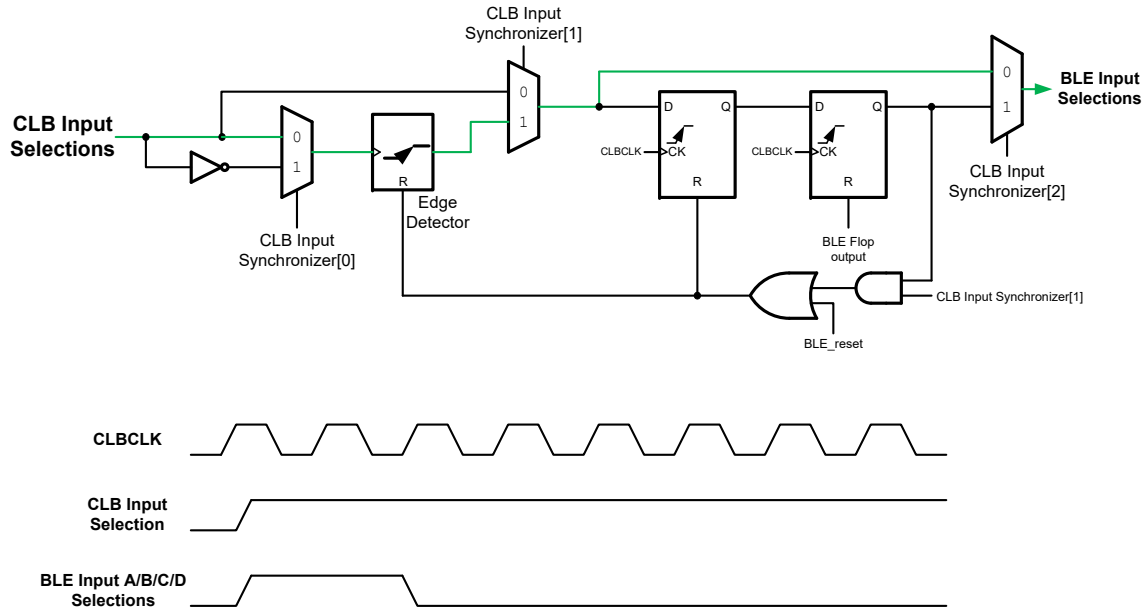 CLB Input
Synchronizer[1]
CLB Input
Selections
0
1
CLB Input
Synchronizer[0]
R
Edge
Detector
0
1
D
Q
CLBCLK
CK
R
D
Q
CLBCLK
CK
R
BLE Flop
output
0
1
BLE Input
Selections
CLB Input
Synchronizer[2]
CLB Input Synchronizer[1]
BLE_reset
CLBCLK
CLB Input
Selection
BLE Input A/B/C/D
Selections